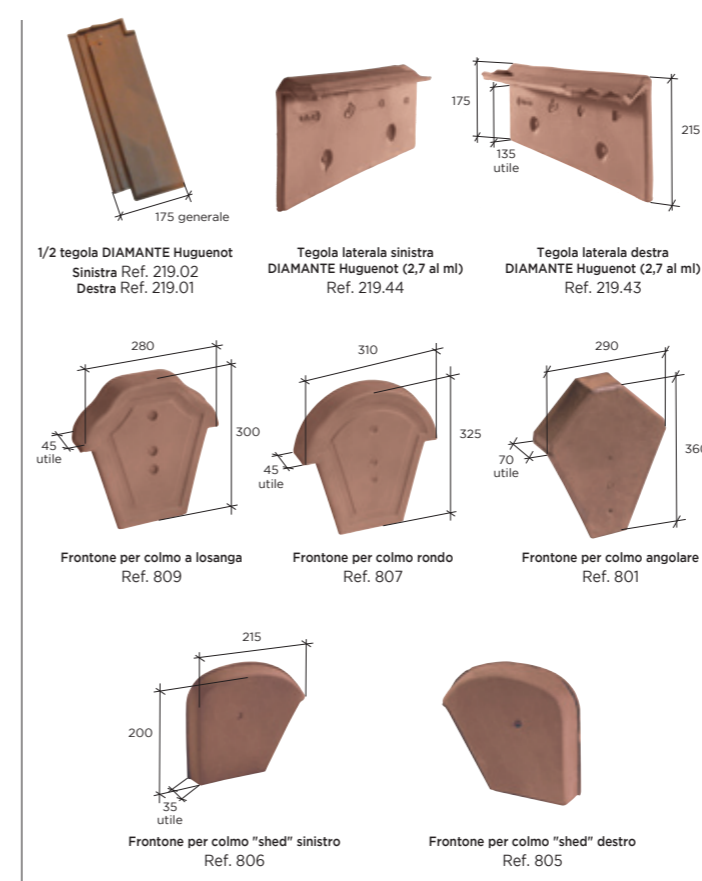 175 generale
1/2 tegola DIAMANTE Huguenot
Sinistra Ref. 219.02
Destra Ref. 219.01
Tegola laterala sinistra
DIAMANTE Huguenot (2,7 al ml)
Ref. 219.44
175
135
utile
215
Tegola laterala destra
DIAMANTE Huguenot (2,7 al ml)
Ref. 219.43
280
300
45
utile
Frontone per colmo a losanga
Ref. 809
310
325
45
utile
Frontone per colmo rondo
Ref. 807
290
360
70
utile
Frontone per colmo angolare
Ref. 801
215
200
35
utile
Frontone per colmo "shed" sinistro
Ref. 806
Frontone per colmo "shed" destro
Ref. 805